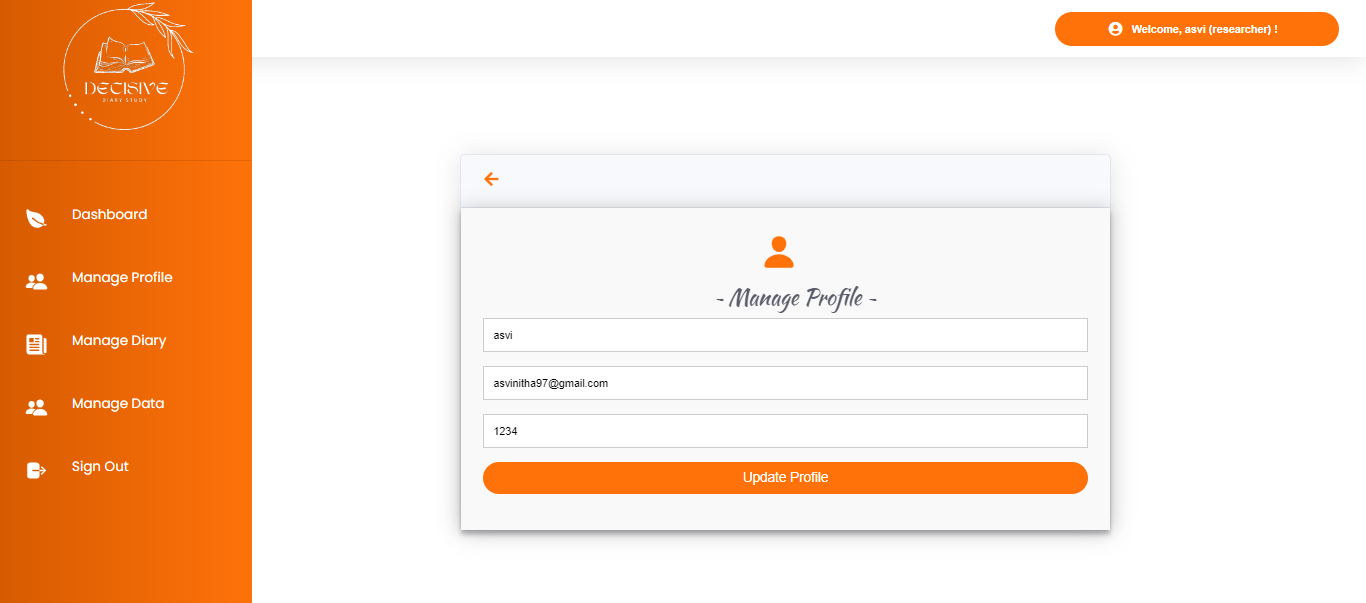 DECISIVE
DIARY STUDY
Welcome, asvi (researcher) !
Dashboard
Manage Profile
Manage Diary
Manage Data
Sign Out
- Manage Profile -
asvi
asvinitha97@gmail.com
1234
Update Profile